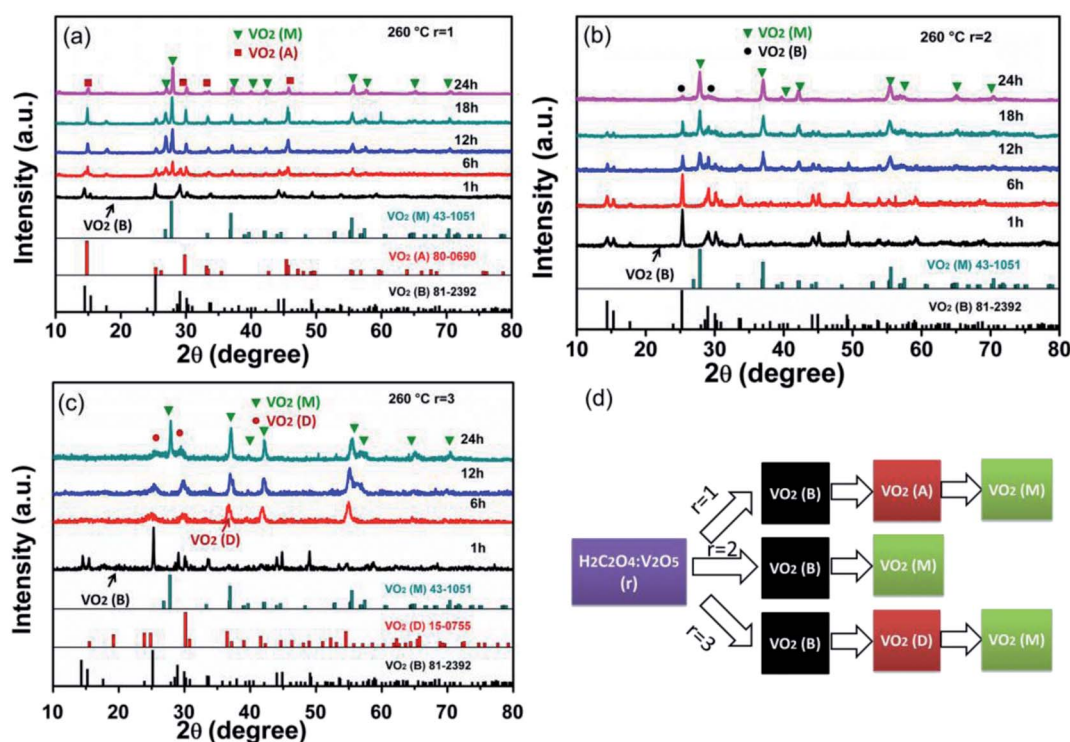 (a)
▼ VO2 (M)
■ VO2 (A)
260 °C r=1
24h
18h
12h
6h
1h
VO2 (B)
VO2 (M) 43-1051
VO2 (A) 80-0690
VO2 (B) 81-2392
Intensity (a.u.)
10 20 30 40 50 60 70 80
2θ (degree)
(b)
▼ VO2 (M)
● VO2 (B)
260 °C r=2
24h
18h
12h
6h
1h
VO2 (B)
VO2 (M) 43-1051
VO2 (B) 81-2392
Intensity (a.u.)
10 20 30 40 50 60 70 80
2θ (degree)
(c)
▼ VO2 (M)
● VO2 (D)
260 °C r=3
24h
12h
6h
VO2 (D)
1h
VO2 (B)
VO2 (M) 43-1051
VO2 (D) 15-0755
VO2 (B) 81-2392
Intensity (a.u.)
10 20 30 40 50 60 70 80
2θ (degree)
(d)
H2C2O4:V2O5
(r)
r=1
VO2 (B)
VO2 (A)
VO2 (M)
r=2
VO2 (B)
VO2 (M)
r=3
VO2 (B)
VO2 (D)
VO2 (M)